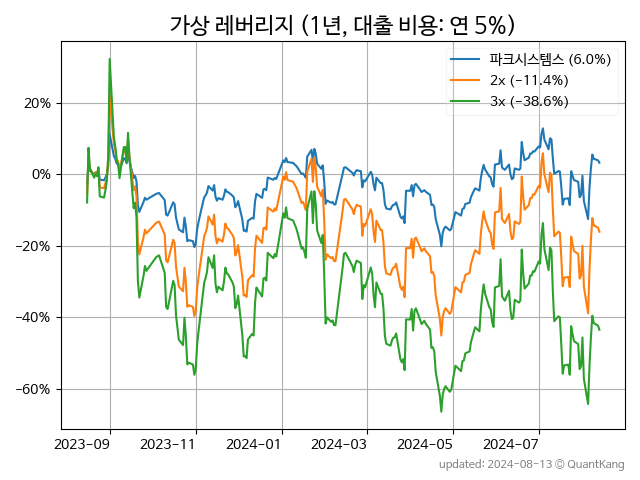 가상 레버리지 (1년, 대출 비용: 연 5%)
파크시스템스 (6.0%)
2x (−11.4%)
3x (−38.6%)
20%
0%
−20%
−40%
−60%
2023−09
2023−11
2024−01
2024−03
2024−05
2024−07
updated: 2024-08-13 © QuantKang